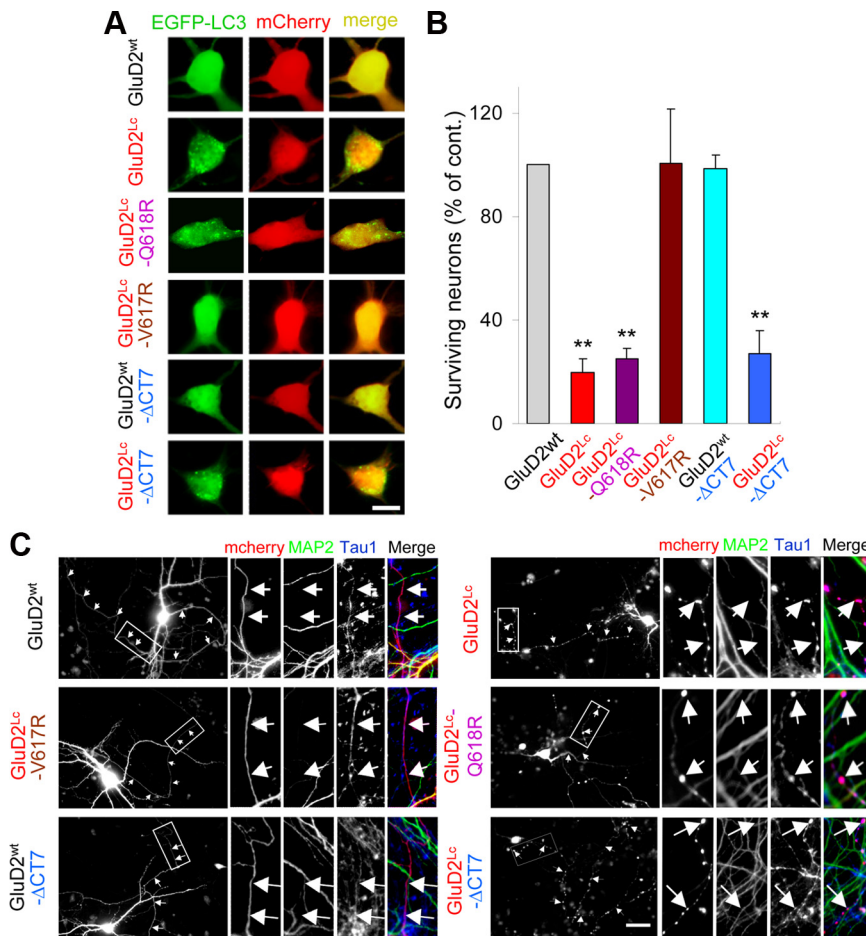 A
EGFP-LC3 mCherry merge
GluD2wt
GluD2Lc
GluD2Lc
-Q618R
GluD2Lc
-V617R
GluD2wt
-ΔCT7
GluD2Lc
-ΔCT7
B
Surviving neurons (% of cont.)
120
80
40
0
** ** **
GluD2wt
GluD2Lc
GluD2Lc
-Q618R
GluD2Lc
-V617R
GluD2wt
-ΔCT7
GluD2Lc
-ΔCT7
C
mcherry MAP2 Tau1 Merge
GluD2wt
GluD2Lc
-V617R
GluD2wt
-ΔCT7
mcherry MAP2 Tau1 Merge
GluD2Lc
GluD2Lc-
Q618R
GluD2Lc
-ΔCT7